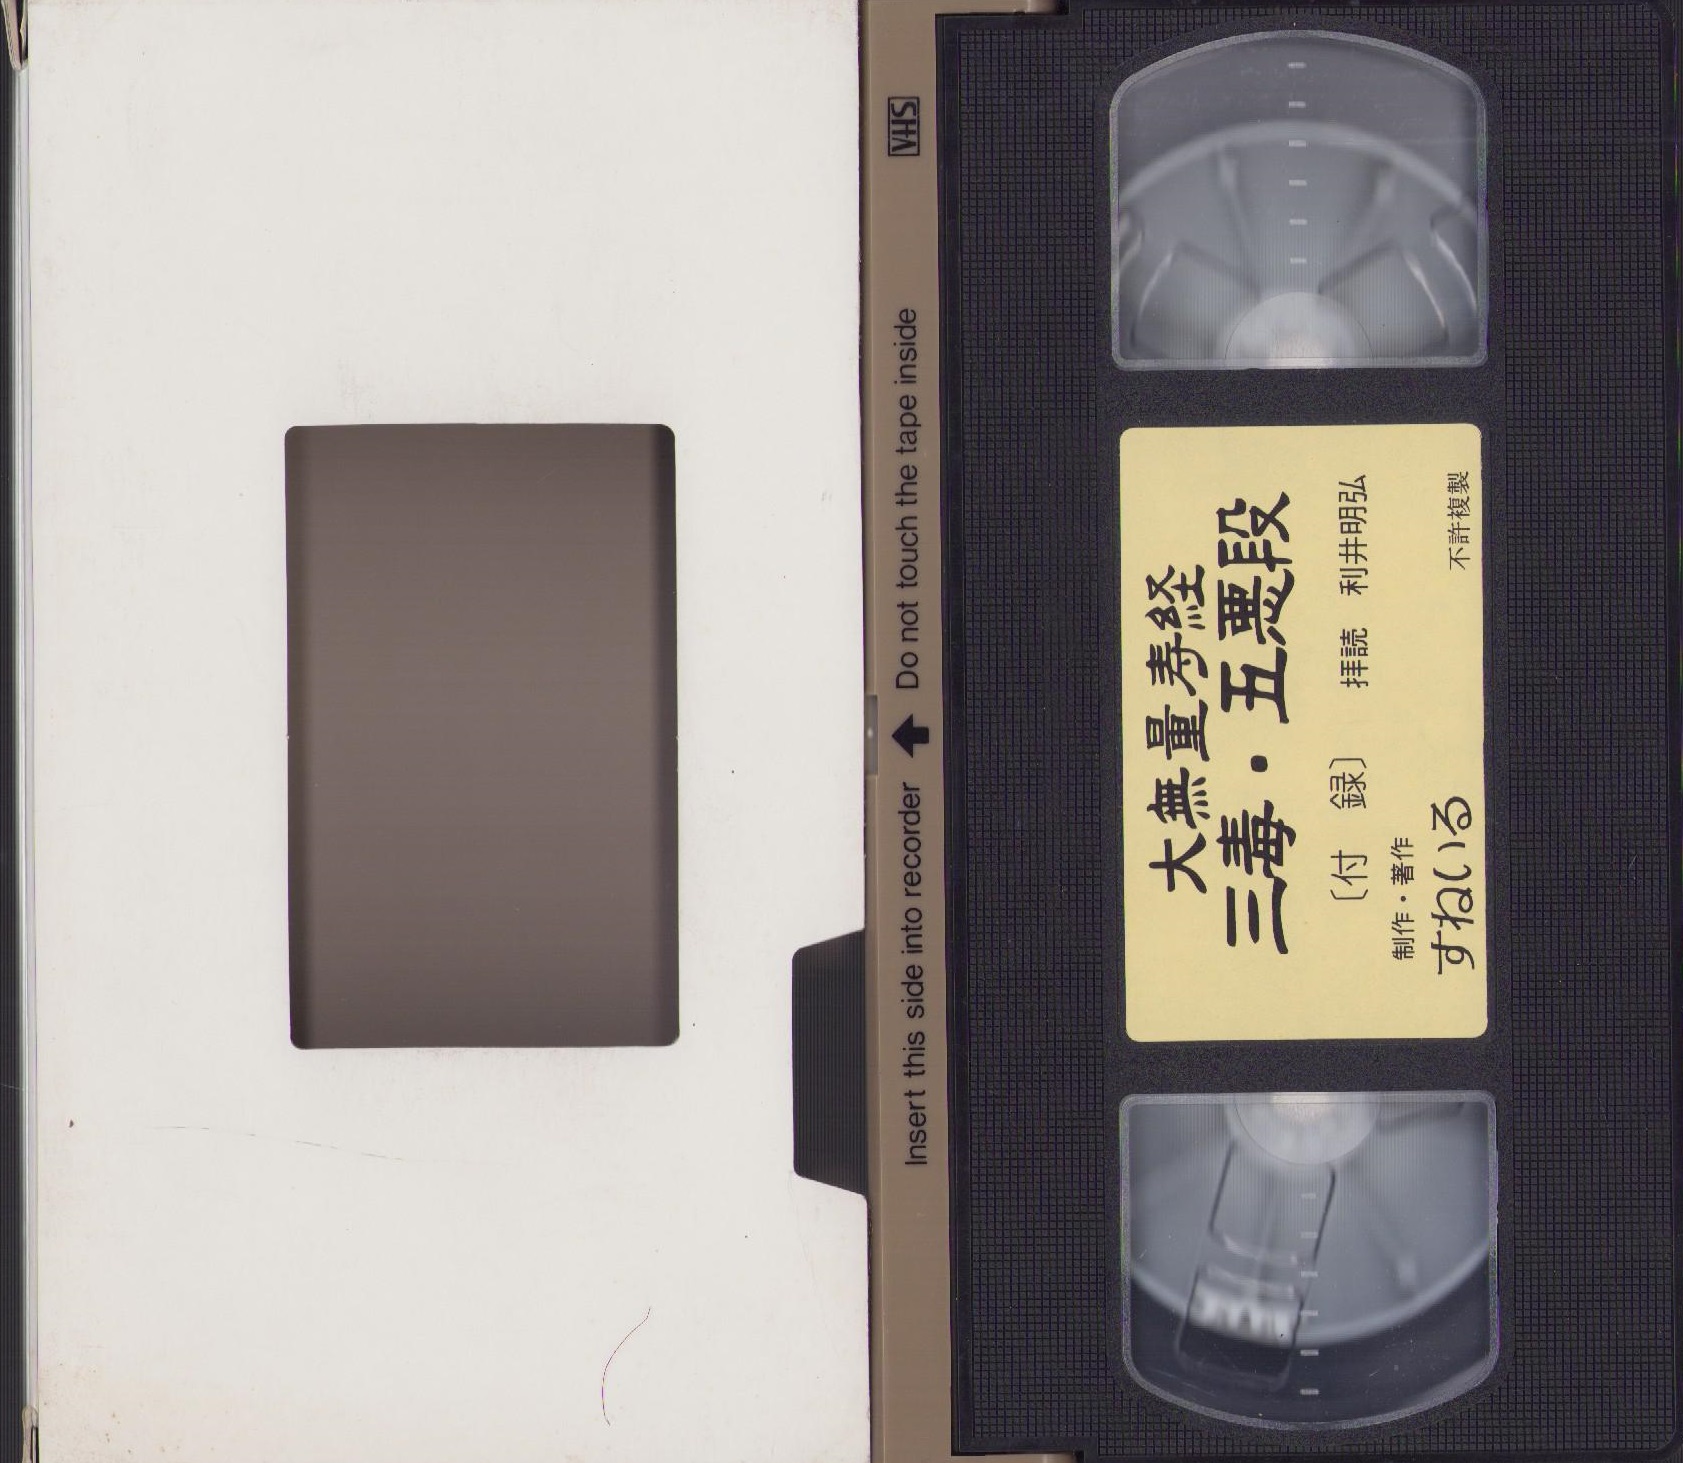 VHS
Insert this side into recorder ⬆ Do not touch the tape inside
大無量寿経
三毒・五悪段
〔付 録〕 拝読 利井明弘
制作・著作
すねいる
不許複製